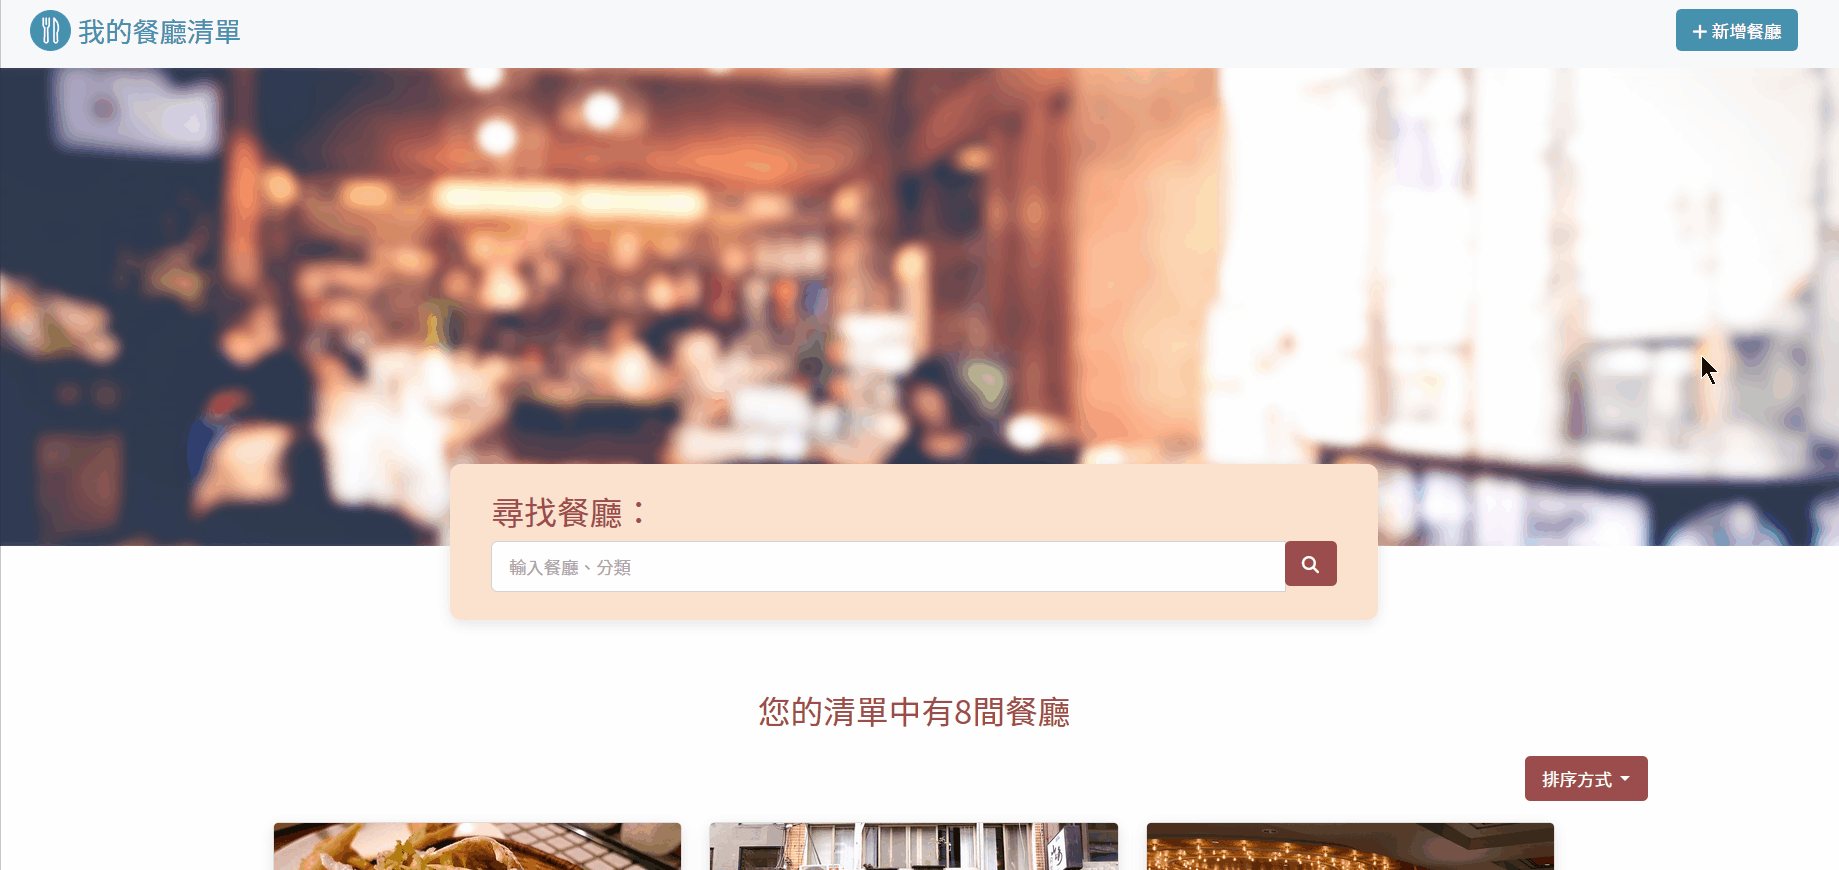 我的餐廳清單
新增餐廳
尋找餐廳：
輸入餐廳、分類
您的清單中有8間餐廳
排序方式